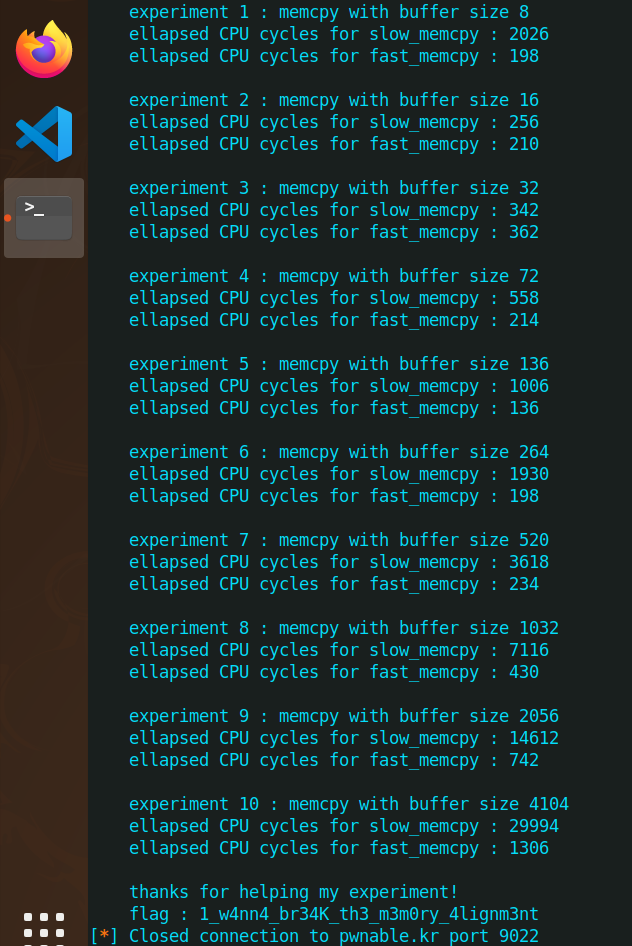 experiment 1 : memcpy with buffer size 8
ellapsed CPU cycles for slow_memcpy : 2026
ellapsed CPU cycles for fast_memcpy : 198
experiment 2 : memcpy with buffer size 16
ellapsed CPU cycles for slow_memcpy : 256
ellapsed CPU cycles for fast_memcpy : 210
experiment 3 : memcpy with buffer size 32
ellapsed CPU cycles for slow_memcpy : 342
ellapsed CPU cycles for fast_memcpy : 362
experiment 4 : memcpy with buffer size 72
ellapsed CPU cycles for slow_memcpy : 558
ellapsed CPU cycles for fast_memcpy : 214
experiment 5 : memcpy with buffer size 136
ellapsed CPU cycles for slow_memcpy : 1006
ellapsed CPU cycles for fast_memcpy : 136
experiment 6 : memcpy with buffer size 264
ellapsed CPU cycles for slow_memcpy : 1930
ellapsed CPU cycles for fast_memcpy : 198
experiment 7 : memcpy with buffer size 520
ellapsed CPU cycles for slow_memcpy : 3618
ellapsed CPU cycles for fast_memcpy : 234
experiment 8 : memcpy with buffer size 1032
ellapsed CPU cycles for slow_memcpy : 7116
ellapsed CPU cycles for fast_memcpy : 430
experiment 9 : memcpy with buffer size 2056
ellapsed CPU cycles for slow_memcpy : 14612
ellapsed CPU cycles for fast_memcpy : 742
experiment 10 : memcpy with buffer size 4104
ellapsed CPU cycles for slow_memcpy : 29994
ellapsed CPU cycles for fast_memcpy : 1306
thanks for helping my experiment!
flag : 1_w4nn4_br34K_th3_m3m0ry_4lignm3nt
[*] Closed connection to pwnable.kr port 9022